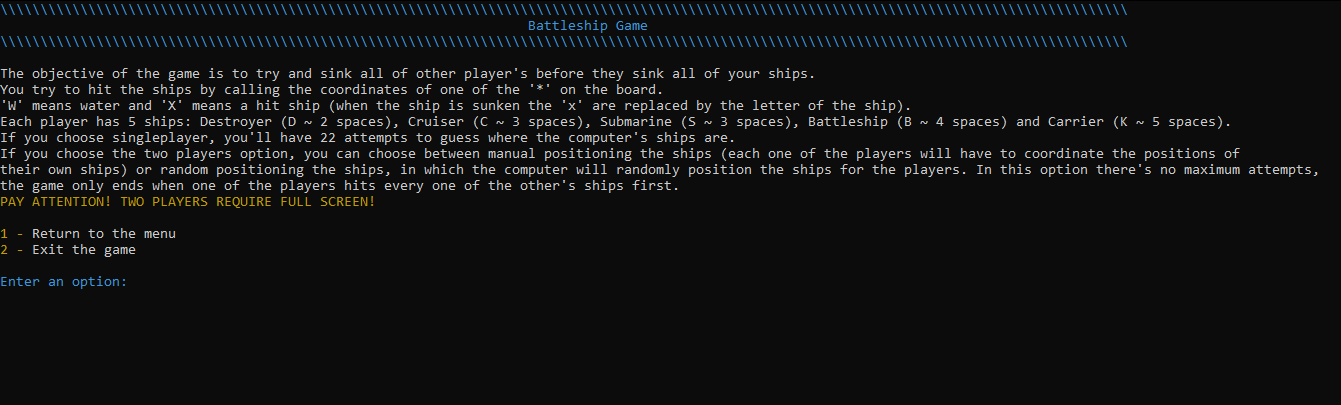 \\\\\\\\\\\\\\\\\\\\\\\\\\\\\\\\\\\\\\\\\\\\\\\\\\\\\\\\\\\\\\\\\\\\\\\\\\\\\\\\\\\\\\\\\\\\\\\\\\\\\\\\\\\\\\\\\\\\\\\\\\\\\\\\\\\\\\\\\\\\\
Battleship Game
\\\\\\\\\\\\\\\\\\\\\\\\\\\\\\\\\\\\\\\\\\\\\\\\\\\\\\\\\\\\\\\\\\\\\\\\\\\\\\\\\\\\\\\\\\\\\\\\\\\\\\\\\\\\\\\\\\\\\\\\\\\\\\\\\\\\\\\\\\\\\
The objective of the game is to try and sink all of other player's before they sink all of your ships.
You try to hit the ships by calling the coordinates of one of the '*' on the board.
'W' means water and 'X' means a hit ship (when the ship is sunken the 'x' are replaced by the letter of the ship).
Each player has 5 ships: Destroyer (D ~ 2 spaces), Cruiser (C ~ 3 spaces), Submarine (S ~ 3 spaces), Battleship (B ~ 4 spaces) and Carrier (K ~ 5 spaces).
If you choose singleplayer, you'll have 22 attempts to guess where the computer's ships are.
If you choose the two players option, you can choose between manual positioning the ships (each one of the players will have to coordinate the positions of
their own ships) or random positioning the ships, in which the computer will randomly position the ships for the players. In this option there's no maximum attempts,
the game only ends when one of the players hits every one of the other's ships first.
PAY ATTENTION! TWO PLAYERS REQUIRE FULL SCREEN!
1 - Return to the menu
2 - Exit the game
Enter an option: